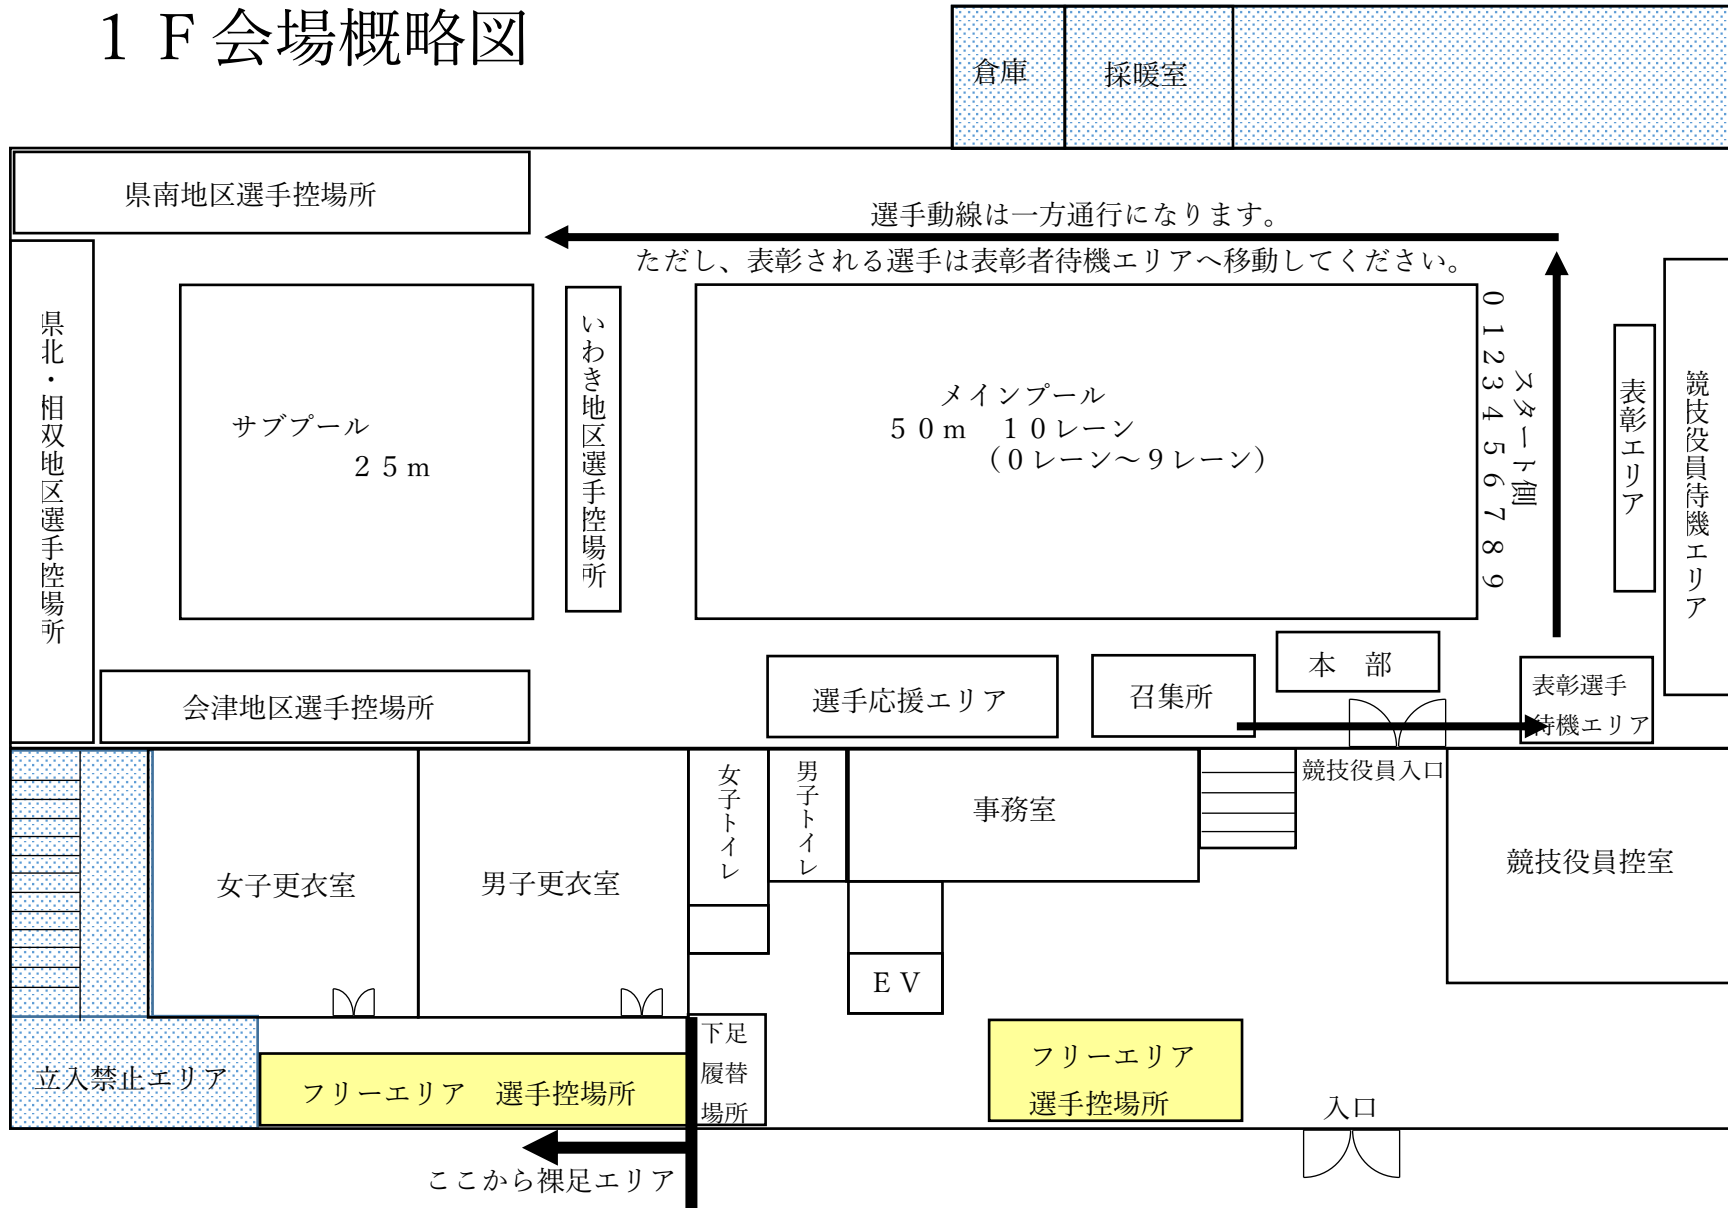 １Ｆ会場概略図
倉庫
採暖室
県南地区選手控場所
選手動線は一方通行になります。
ただし、表彰される選手は表彰者待機エリアへ移動してください。
県北・相双地区選手控場所
サブプール
２５ｍ
いわき地区選手控場所
メインプール
５０ｍ　１０レーン
（０レーン～９レーン）
０１２３４５６７８９
スタート側
表彰エリア
競技役員待機エリア
会津地区選手控場所
選手応援エリア
召集所
本　部
表彰選手
待機エリア
女子更衣室
男子更衣室
女子トイレ
男子トイレ
事務室
競技役員入口
競技役員控室
ＥＶ
立入禁止エリア
フリーエリア　選手控場所
下足
履替
場所
フリーエリア
選手控場所
入口
ここから裸足エリア